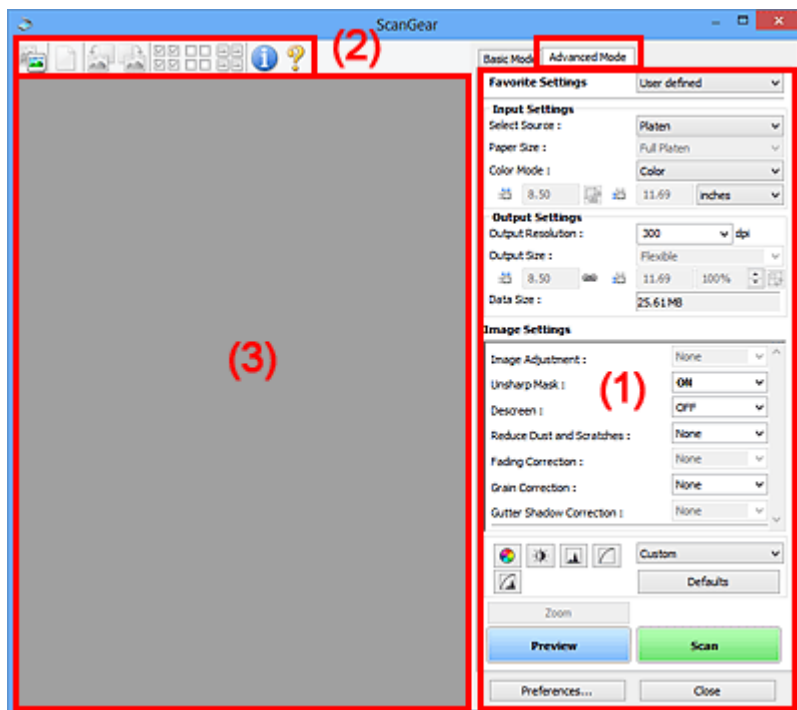 ScanGear
(2)
Basic Mode Advanced Mode
Favorite Settings User defined
Input Settings
Select Source : Platen
Paper Size : Full Platen
Color Mode : Color
8.50 11.69 inches
Output Settings
Output Resolution : 300 dpi
Output Size : Flexible
8.50 11.69 100%
Data Size : 25.61MB
Image Settings
(3)
(1)
Image Adjustment : None
Unsharp Mask : ON
Descreen : OFF
Reduce Dust and Scratches : None
Fading Correction : None
Grain Correction : None
Gutter Shadow Correction : None
Custom
Defaults
Zoom
Preview Scan
Preferences... Close